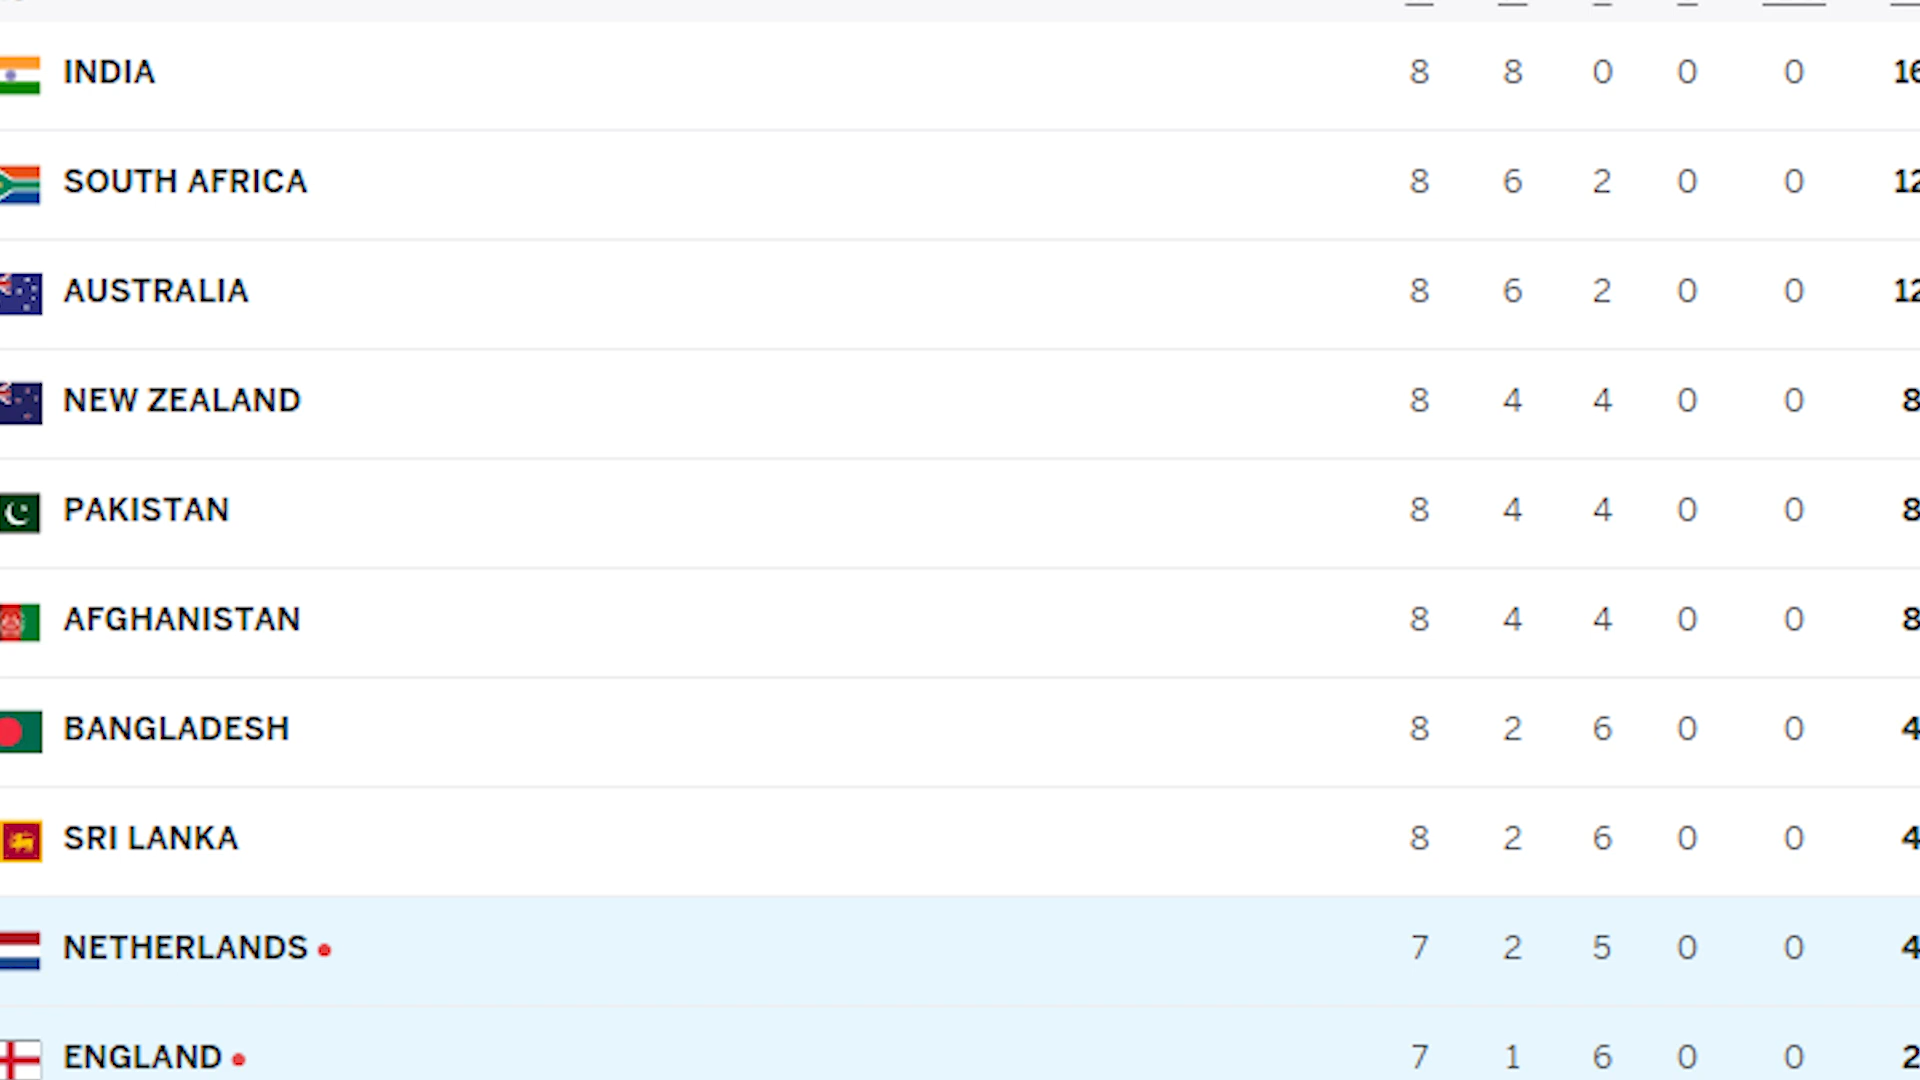 INDIA 8 8 0 0 0 16
SOUTH AFRICA 8 6 2 0 0 12
AUSTRALIA 8 6 2 0 0 12
NEW ZEALAND 8 4 4 0 0 8
PAKISTAN 8 4 4 0 0 8
AFGHANISTAN 8 4 4 0 0 8
BANGLADESH 8 2 6 0 0 4
SRI LANKA 8 2 6 0 0 4
NETHERLANDS 7 2 5 0 0 4
ENGLAND 7 1 6 0 0 2